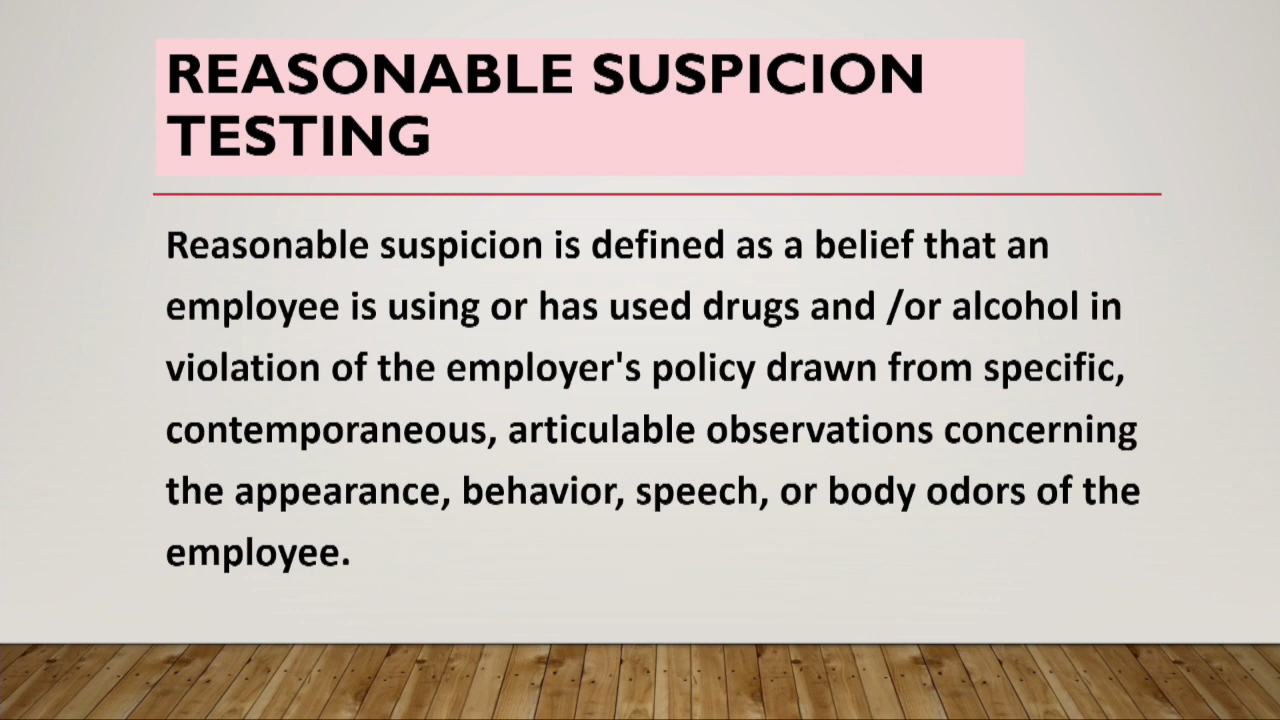 REASONABLE SUSPICION
TESTING
Reasonable suspicion is defined as a belief that an
employee is using or has used drugs and /or alcohol in
violation of the employer's policy drawn from specific,
contemporaneous, articulable observations concerning
the appearance, behavior, speech, or body odors of the
employee.